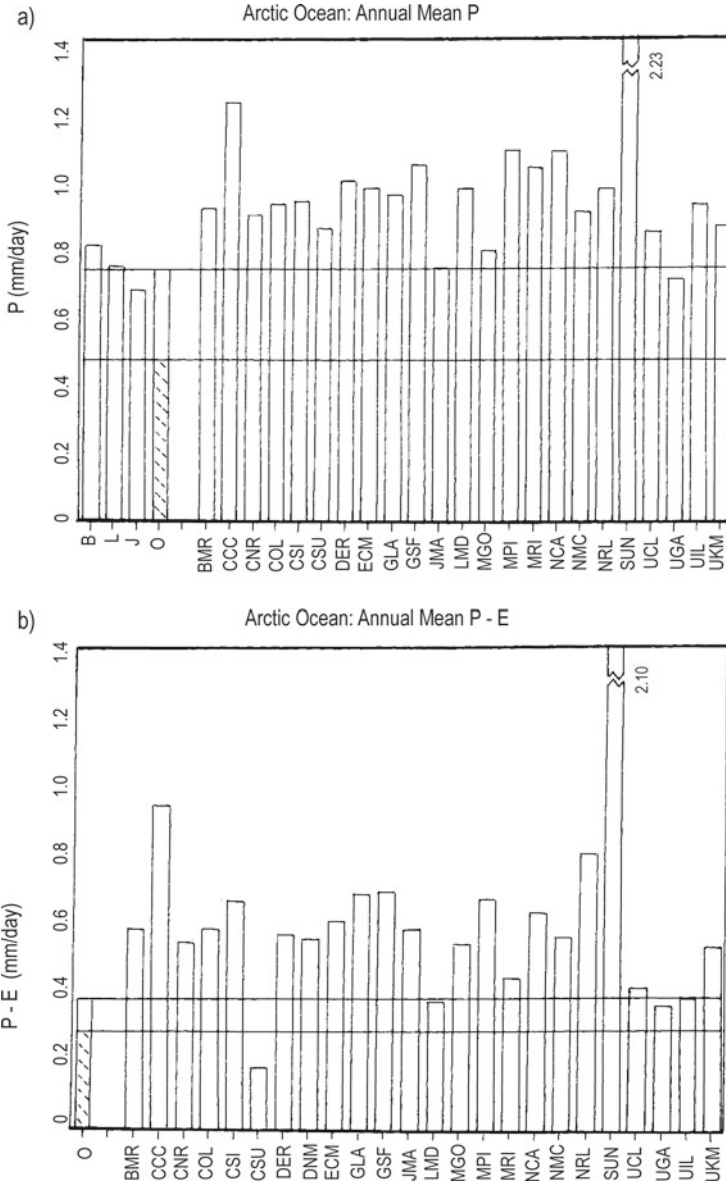 a)
Arctic Ocean: Annual Mean P
P (mm/day)
1.4
1.2
1.0
0.8
0.6
0.4
0.2
0
2.23
B
L
J
O
BMR
CCC
CNR
COL
CSI
CSU
DER
ECM
GLA
GSF
JMA
LMD
MGO
MPI
MRI
NCA
NMC
NRL
SUN
UCL
UGA
UIL
UKM
b)
Arctic Ocean: Annual Mean P - E
P - E (mm/day)
1.4
1.2
1.0
0.8
0.6
0.4
0.2
0
2.10
O
BMR
CCC
CNR
COL
CSI
CSU
DER
DNM
ECM
GLA
GSF
JMA
LMD
MGO
MPI
MRI
NCA
NMC
NRL
SUN
UCL
UGA
UIL
UKM